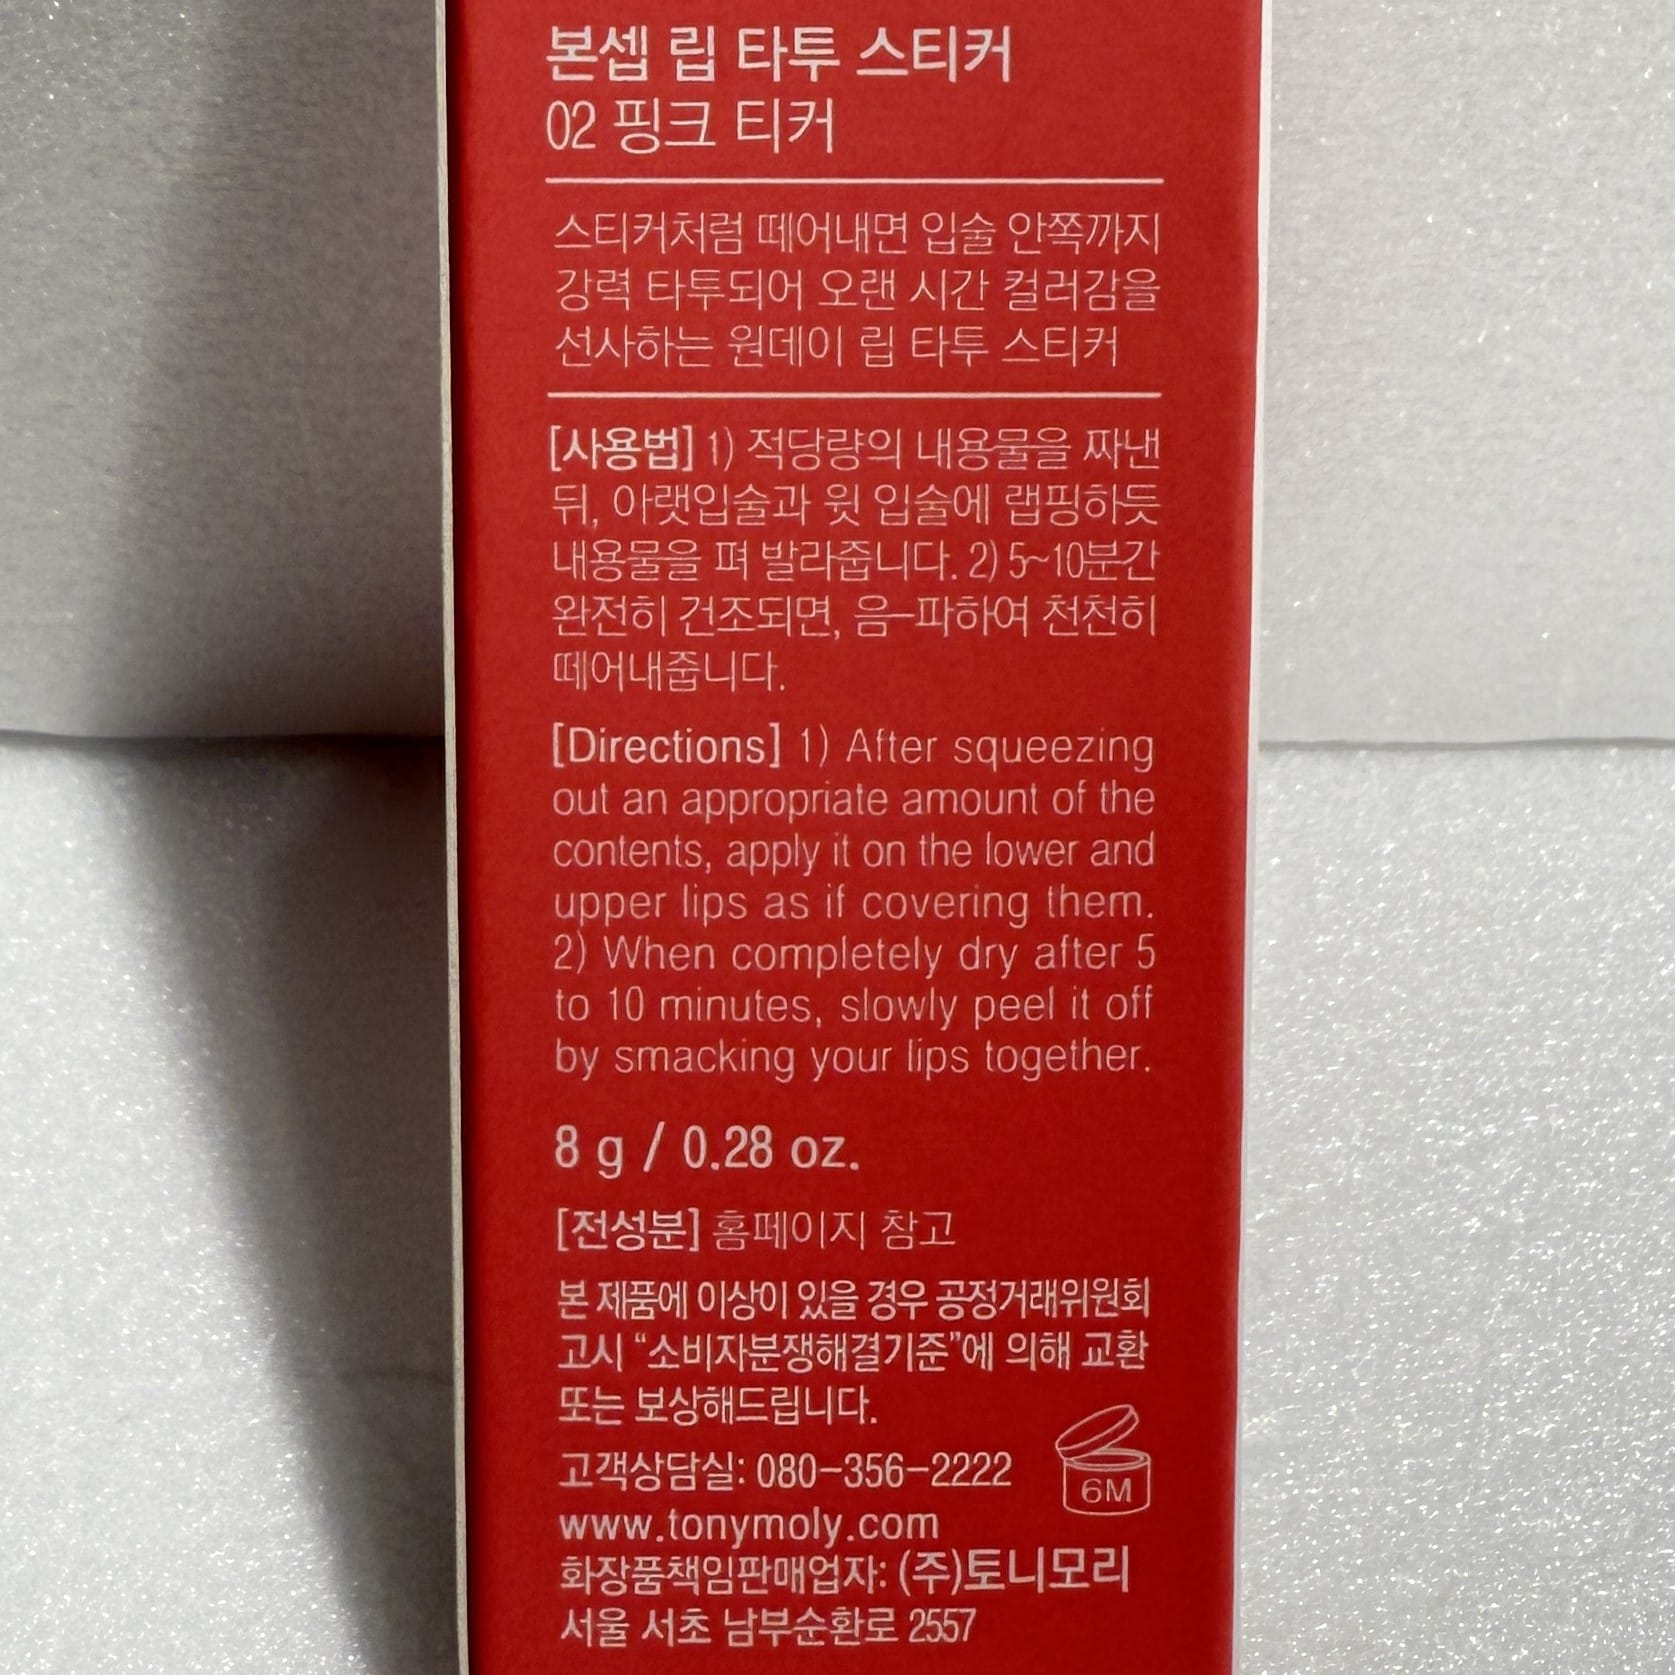 본셉 립 타투 스티커
02 핑크 티커
스티커처럼 떼어내면 입술 안쪽까지
강력 타투되어 오랜 시간 컬러감을
선사하는 원데이 립 타투 스티커
[사용법] 1) 적당량의 내용물을 짜낸
뒤, 아랫입술과 윗 입술에 랩핑하듯
내용물을 펴 발라줍니다. 2) 5~10분간
완전히 건조되면, 음-파하여 천천히
떼어내줍니다.
[Directions] 1) After squeezing
out an appropriate amount of the
contents, apply it on the lower and
upper lips as if covering them.
2) When completely dry after 5
to 10 minutes, slowly peel it off
by smacking your lips together.
8 g / 0.28 oz.
[전성분] 홈페이지 참고
본 제품에 이상이 있을 경우 공정거래위원회
고시 “소비자분쟁해결기준”에 의해 교환
또는 보상해드립니다.
고객상담실: 080-356-2222
6M
www.tonymoly.com
화장품책임판매업자: (주)토니모리
서울 서초 남부순환로 2557